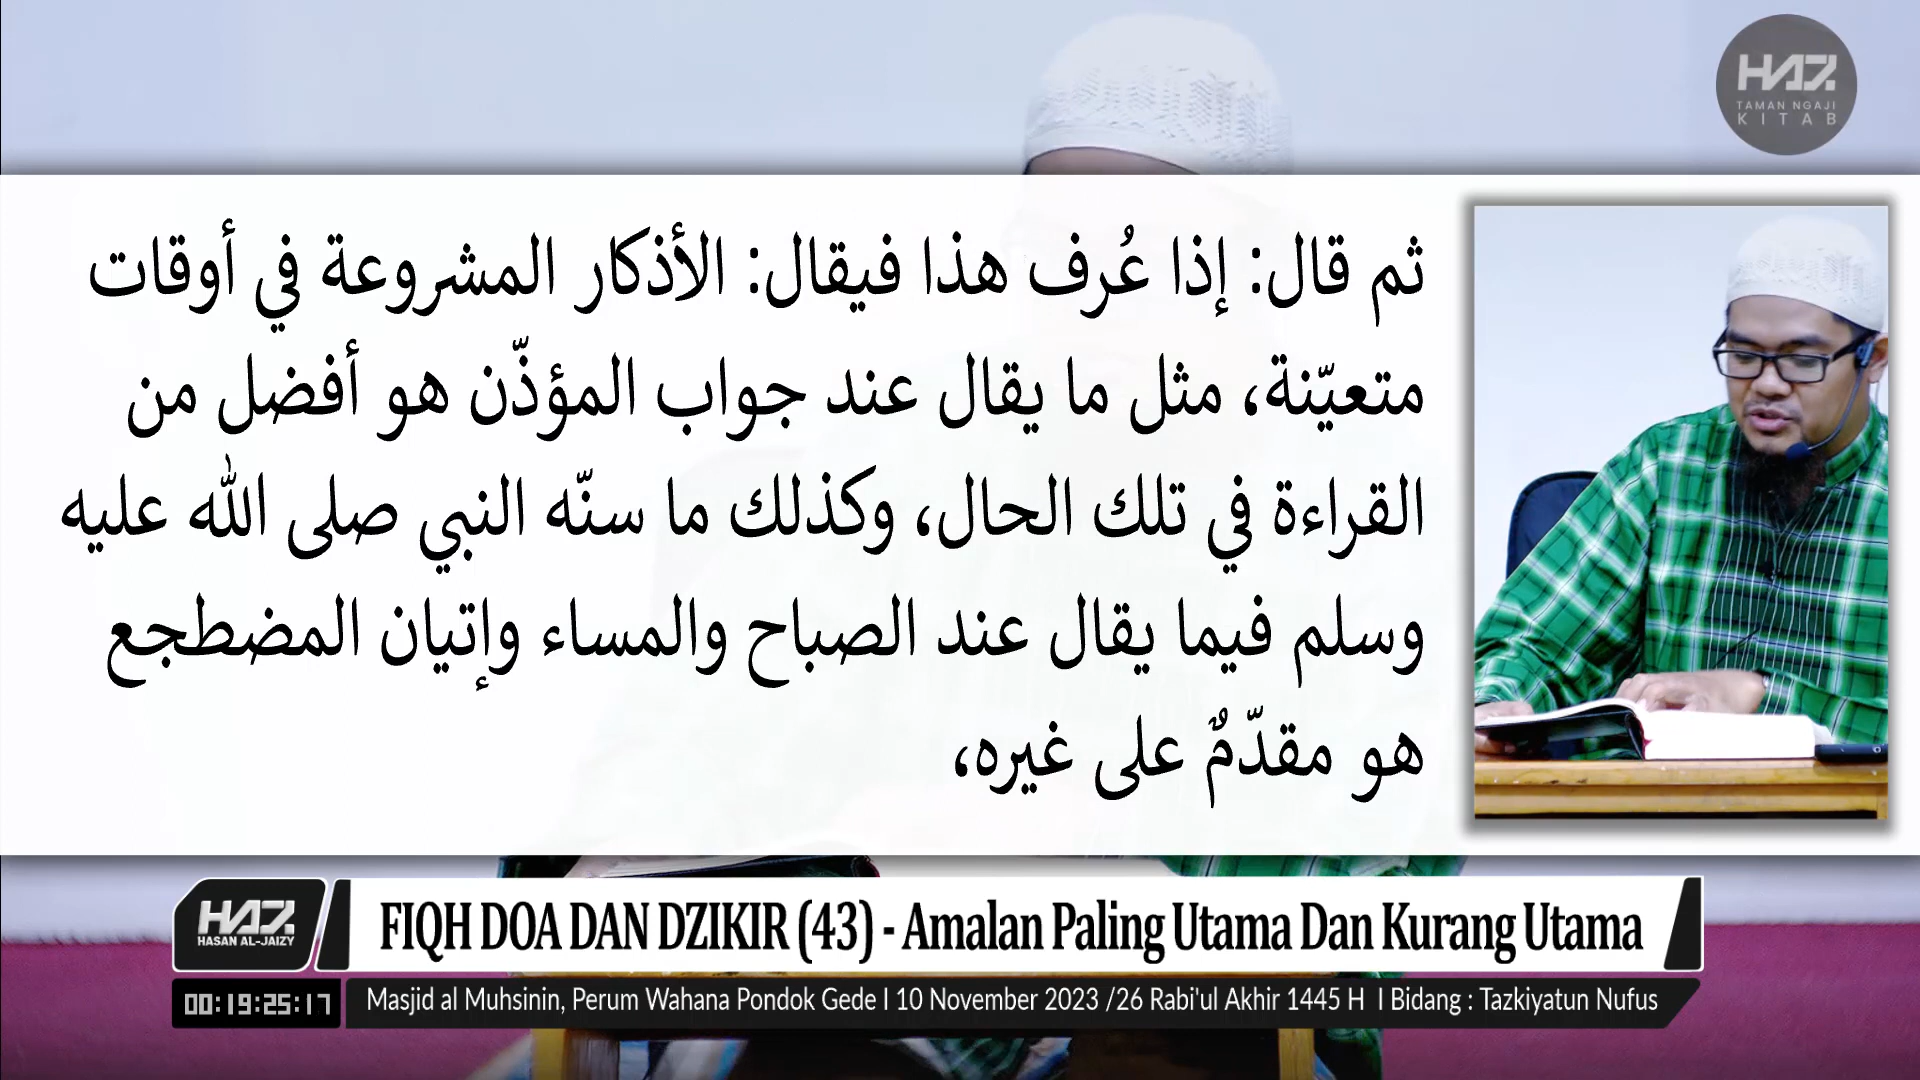 HAZ
TAMAN NGAJI
KITAB
ثم قال: إذا عُرف هذا فيقال: الأذكار المشروعة في أوقات
متعيّنة، مثل ما يقال عند جواب المؤذّن هو أفضل من
القراءة في تلك الحال، وكذلك ما سنّه النبي صلى الله عليه
وسلم فيما يقال عند الصباح والمساء وإتيان المضطجع
هو مقدّمٌ على غيره،
HAZ
HASAN AL-JAIZY
FIQH DOA DAN DZIKIR (43) - Amalan Paling Utama Dan Kurang Utama
00:19:25:17
Masjid al Muhsinin, Perum Wahana Pondok Gede I 10 November 2023 /26 Rabi'ul Akhir 1445 H I Bidang : Tazkiyatun Nufus